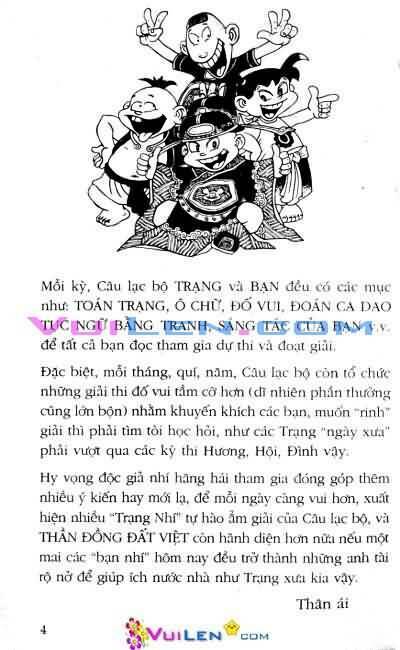 Mỗi kỳ, Câu lạc bộ TRẠNG và BẠN đều có các mục
như: TOÁN TRẠNG, Ô CHỮ, ĐỐ VUI, ĐOÁN CA DAO
TỤC NGỮ BẰNG TRANH, SÁNG TÁC CỦA BẠN v.v.
để tất cả bạn đọc tham gia dự thi và đoạt giải.
VUILEN.COM
Đặc biệt, mỗi tháng, quí, năm, Câu lạc bộ còn tổ chức
những giải thi đố vui tầm cỡ hơn (dĩ nhiên phần thưởng
cũng lớn bộn) nhằm khuyến khích các bạn, muốn “rinh”
giải thì phải tìm tòi học hỏi, như các Trạng “ngày xưa”
phải vượt qua các kỳ thi Hương, Hội, Đình vậy.
Hy vọng độc giả nhí hăng hái tham gia đóng góp thêm
nhiều ý kiến hay mới lạ, để mỗi ngày càng vui hơn, xuất
hiện nhiều “Trạng Nhí” tự hào ẵm giải của Câu lạc bộ, và
THẦN ĐỒNG ĐẤT VIỆT còn hãnh diện hơn nữa nếu một
mai các “bạn nhí” hôm nay đều trở thành những anh tài
rộ nở để giúp ích nước nhà như Trạng xưa kia vậy.
Thân ái
4
VUILEN.COM